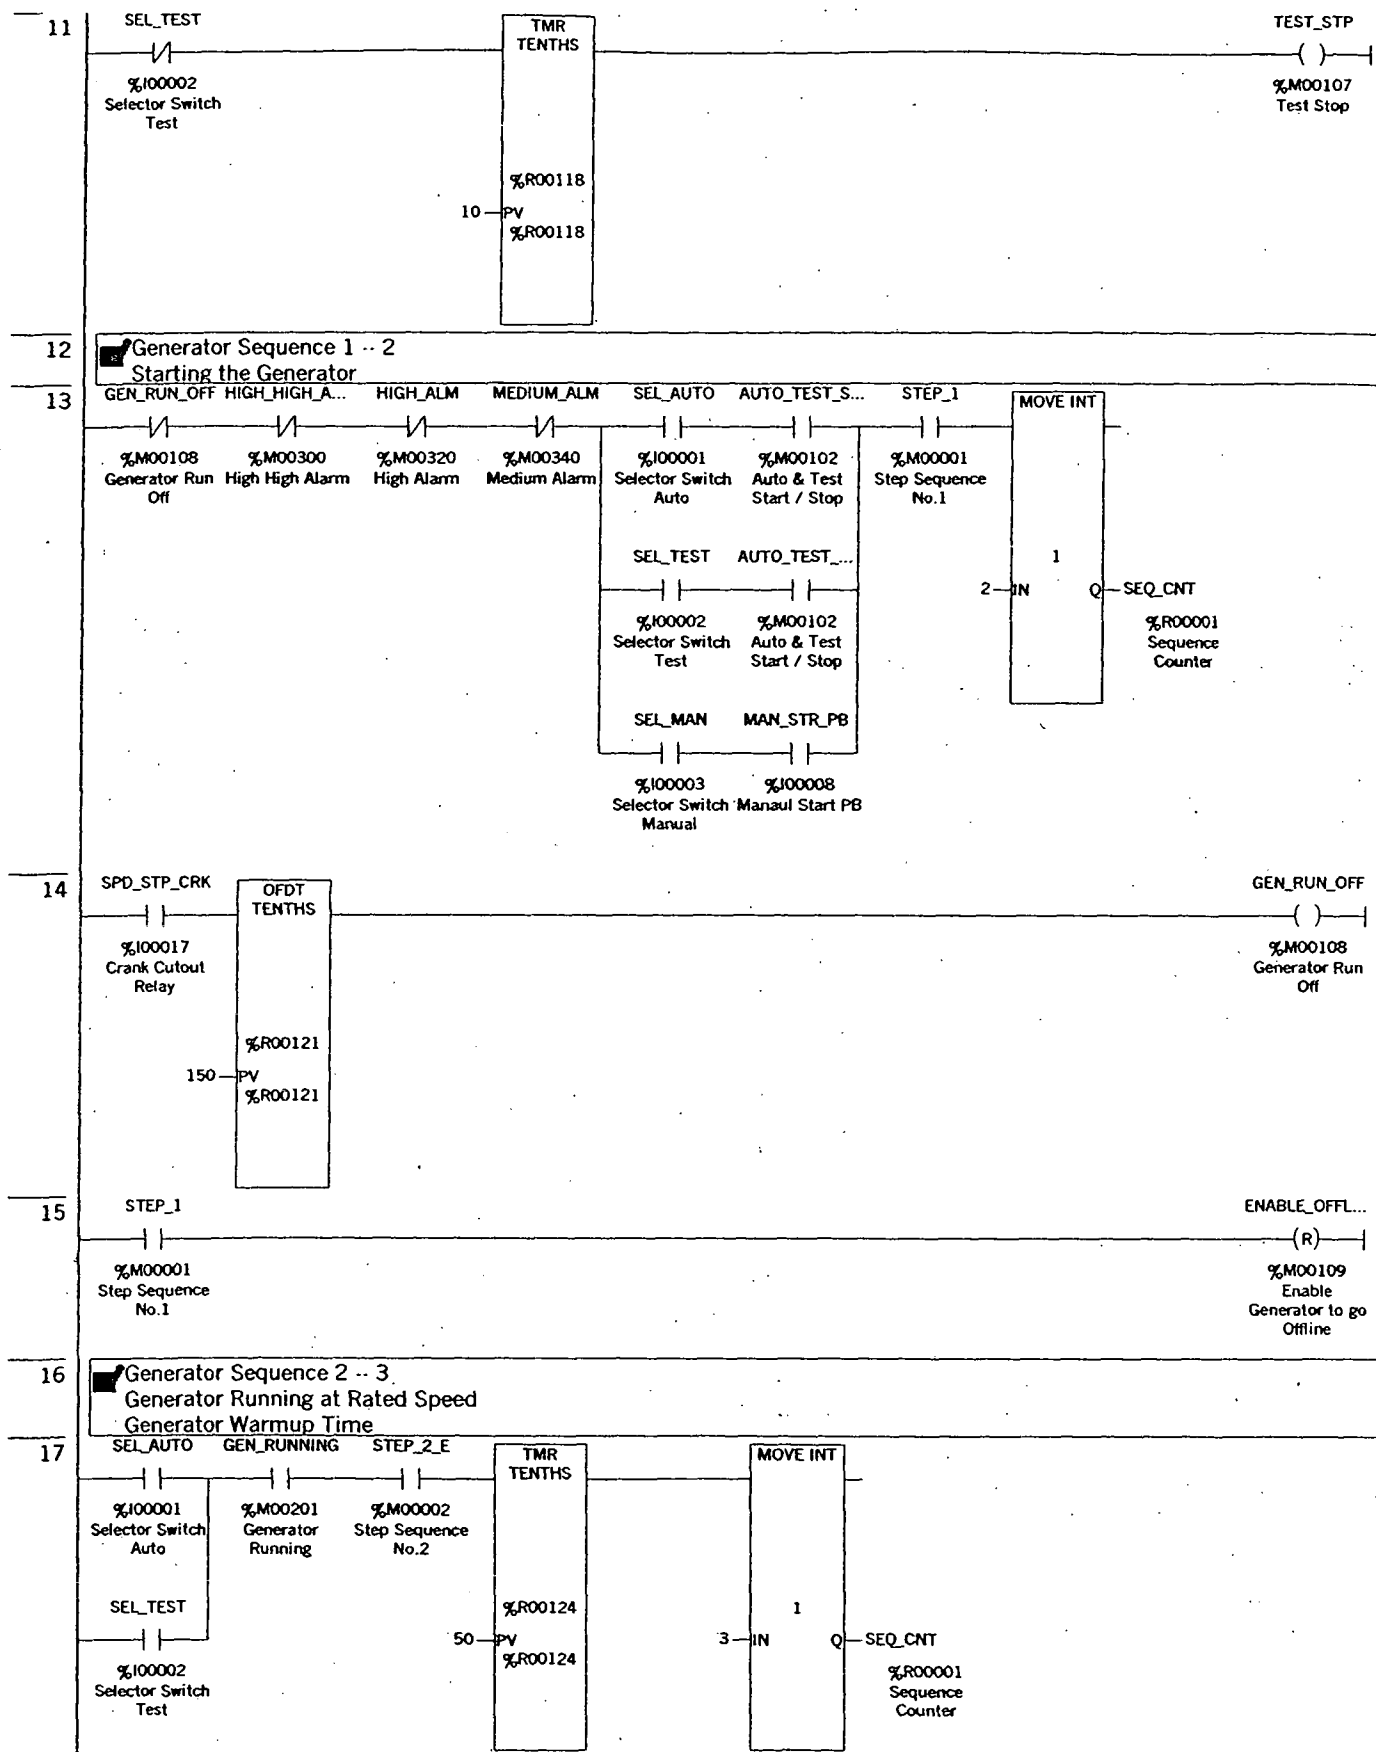 11
SEL_TEST
TMR
TENTHS
TEST_STP
%I00002
Selector Switch
Test
%M00107
Test Stop
%R00118
10
PV
%R00118
12
Generator Sequence 1 -- 2
Starting the Generator
13
GEN_RUN_OFF HIGH_HIGH_A... HIGH_ALM MEDIUM_ALM SEL_AUTO AUTO_TEST_S... STEP_1
MOVE INT
%M00108 %M00300 %M00320 %M00340 %I00001 %M00102 %M00001
Generator Run High High Alarm High Alarm Medium Alarm Selector Switch Auto & Test Step Sequence
Off Auto Start / Stop No.1
SEL_TEST AUTO_TEST_...
1
2 IN Q SEQ_CNT
%I00002 %M00102 %R00001
Selector Switch Auto & Test Sequence
Test Start / Stop Counter
SEL_MAN MAN_STR_PB
%I00003 %I00008
Selector Switch Manaul Start PB
Manual
14
SPD_STP_CRK
OFDT
TENTHS
GEN_RUN_OFF
%I00017
Crank Cutout
Relay
%M00108
Generator Run
Off
%R00121
150
PV
%R00121
15
STEP_1
ENABLE_OFFL...
(R)
%M00001
Step Sequence
No.1
%M00109
Enable
Generator to go
Offline
16
Generator Sequence 2 -- 3
Generator Running at Rated Speed
Generator Warmup Time
17
SEL_AUTO GEN_RUNNING STEP_2_E
TMR
TENTHS
MOVE INT
%I00001 %M00201 %M00002
Selector Switch Generator Step Sequence
Auto Running No.2
SEL_TEST
%R00124
1
50 PV
%R00124
3 IN Q SEQ_CNT
%I00002
Selector Switch
Test
%R00001
Sequence
Counter